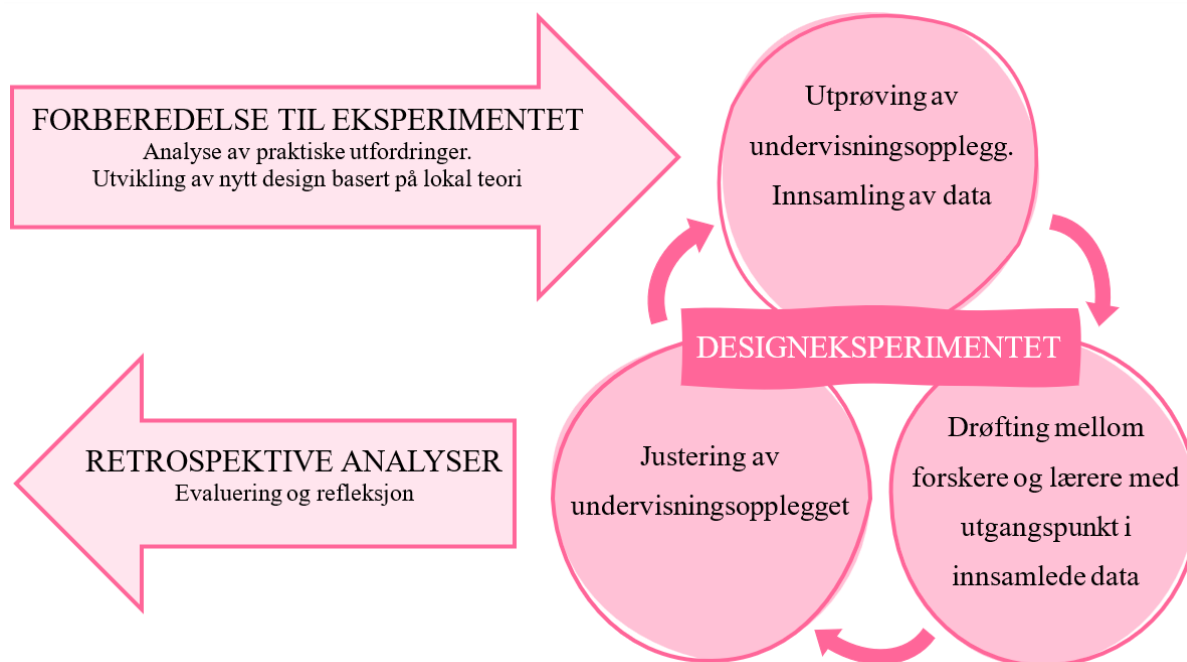 FORBEREDELSE TIL EKSPERIMENTET
Analyse av praktiske utfordringer.
Utvikling av nytt design basert på lokal teori
Utprøving av
undervisningsopplegg.
Innsamling av data
DESIGNEKSPERIMENTET
Drøfting mellom
forskere og lærere med
utgangspunkt i
innsamlede data
Justering av
undervisningsopplegget
RETROSPEKTIVE ANALYSER
Evaluering og refleksjon